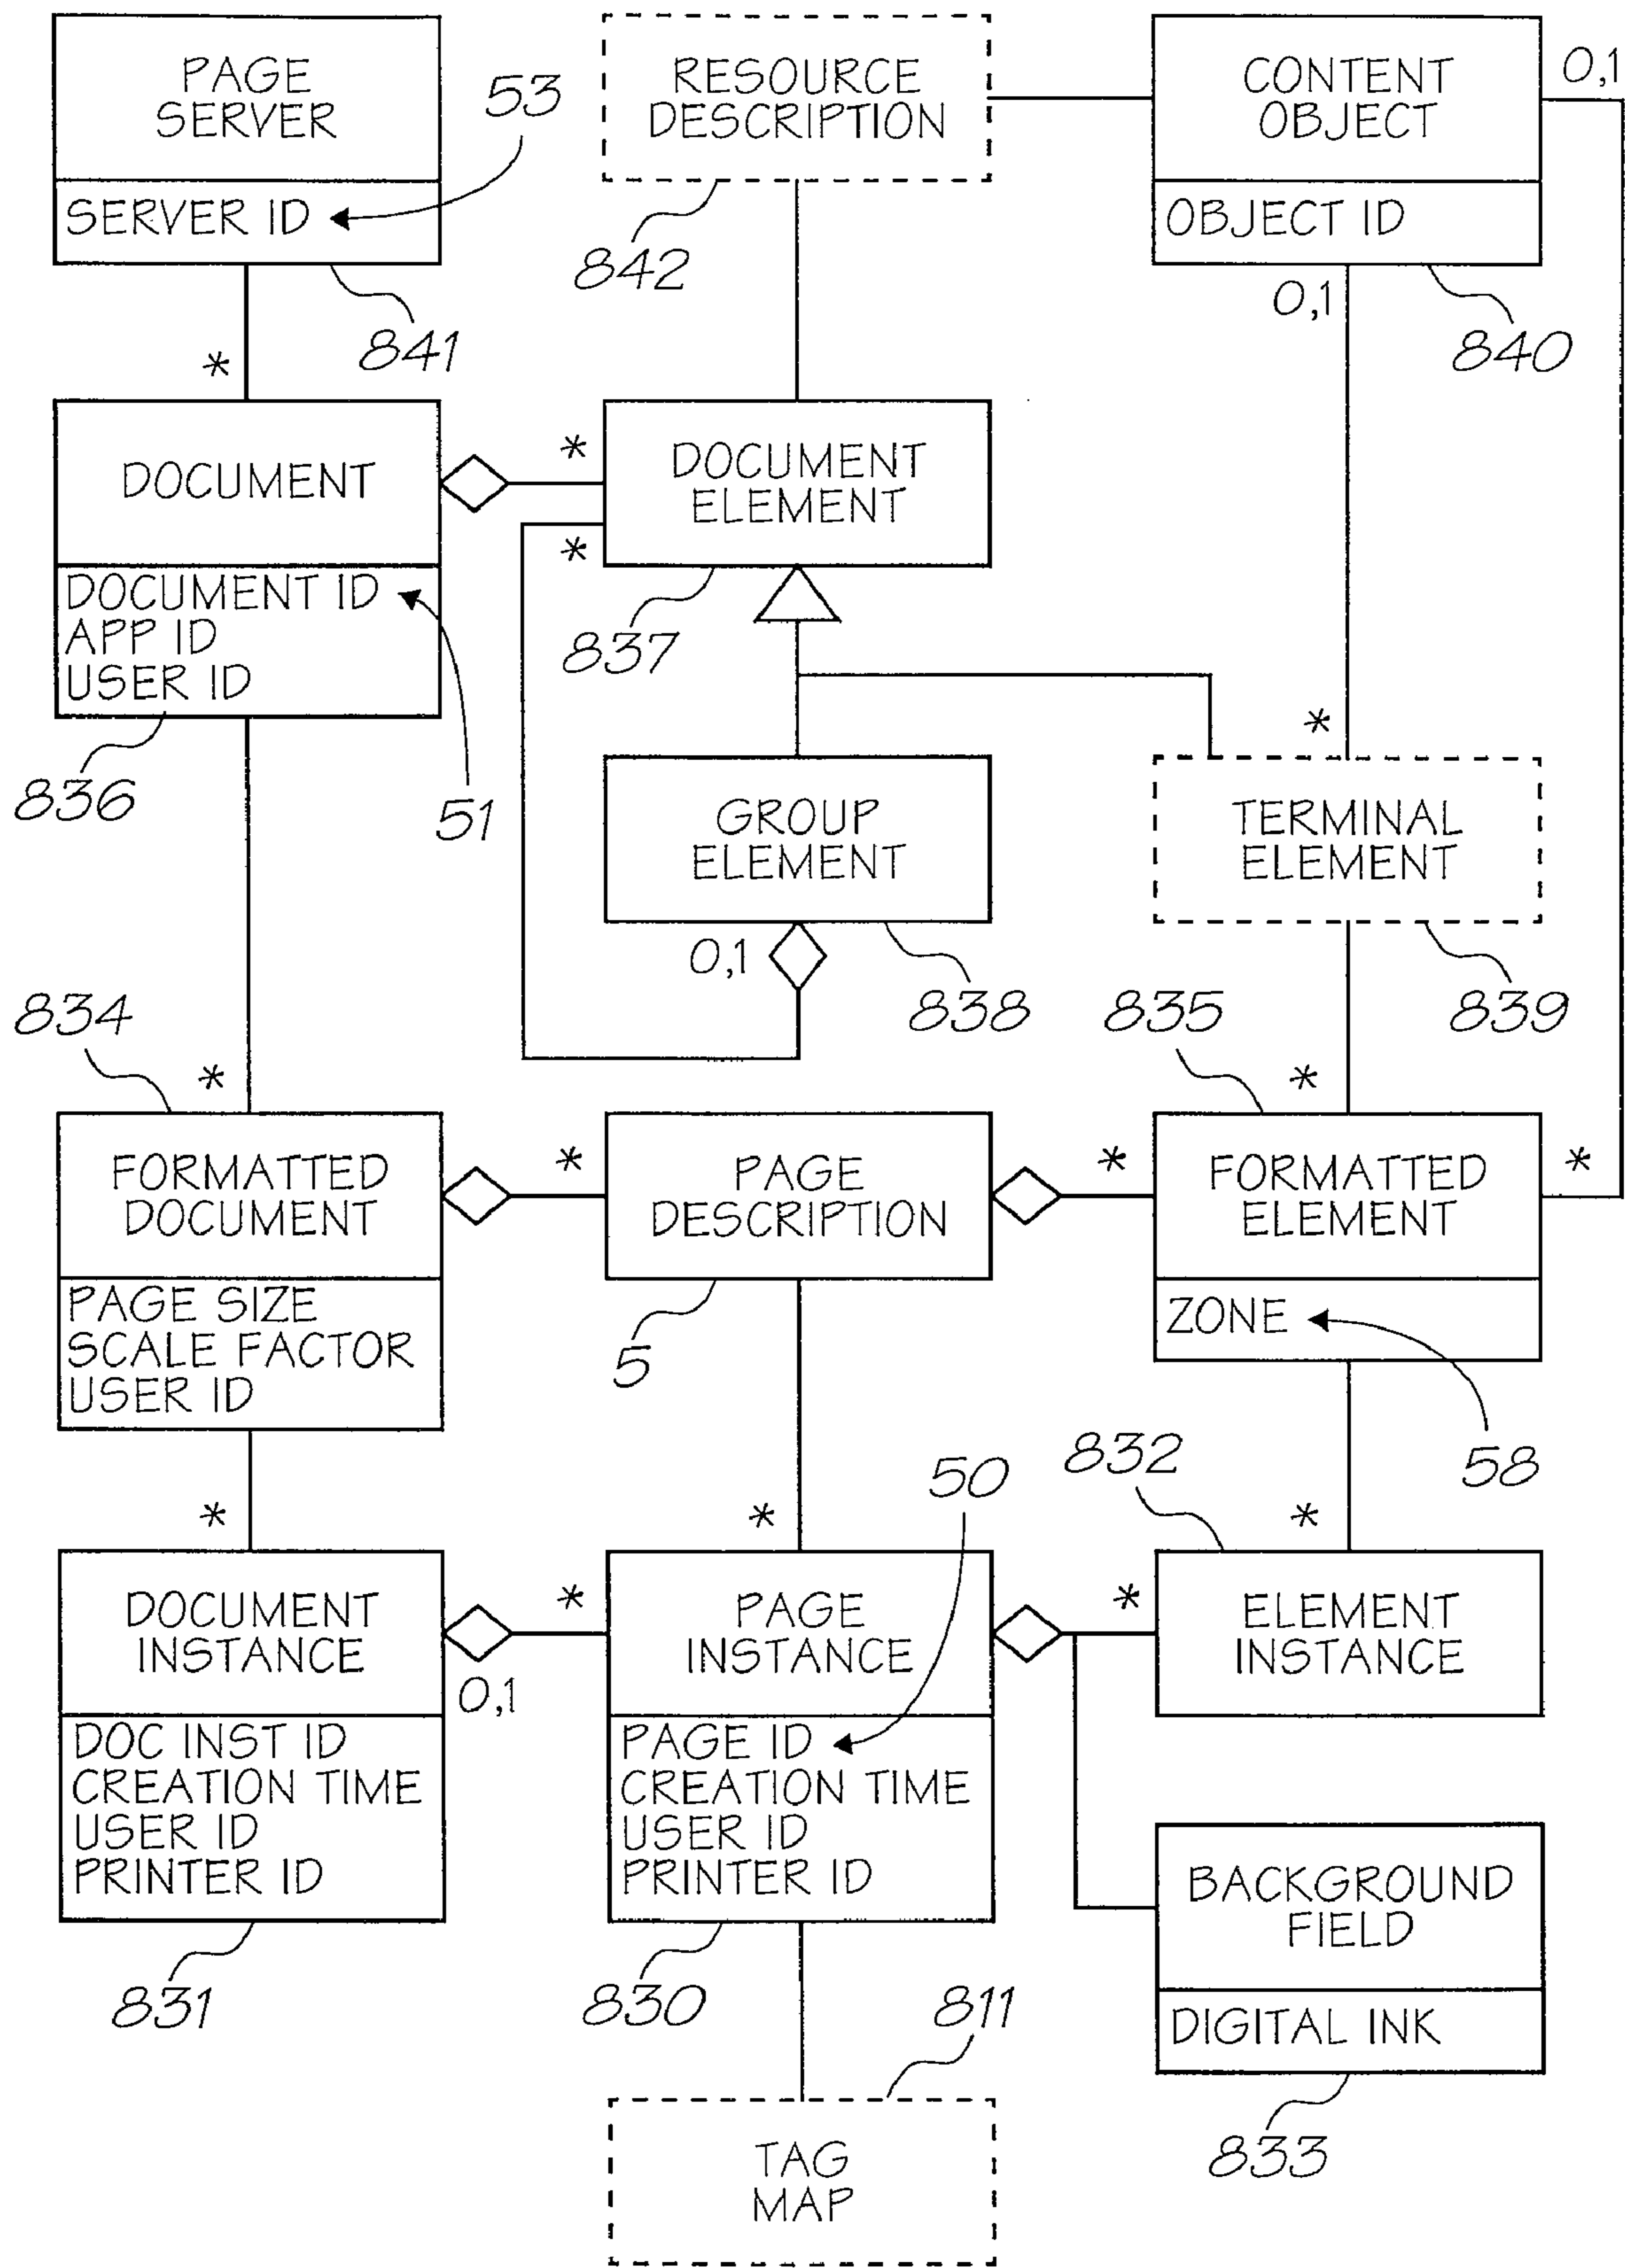 PAGE
SERVER
SERVER ID
53
841
RESOURCE
DESCRIPTION
842
CONTENT
OBJECT
OBJECT ID
0,1
0,1
840
*
DOCUMENT
DOCUMENT ID
APP ID
USER ID
836
51
*
*
DOCUMENT
ELEMENT
837
GROUP
ELEMENT
0,1
838
*
TERMINAL
ELEMENT
839
834
*
FORMATTED
DOCUMENT
PAGE SIZE
SCALE FACTOR
USER ID
*
PAGE
DESCRIPTION
5
835
*
*
*
FORMATTED
ELEMENT
ZONE
58
*
DOCUMENT
INSTANCE
DOC INST ID
CREATION TIME
USER ID
PRINTER ID
831
0,1
*
*
50
PAGE
INSTANCE
PAGE ID
CREATION TIME
USER ID
PRINTER ID
830
832
*
*
ELEMENT
INSTANCE
BACKGROUND
FIELD
DIGITAL INK
833
811
TAG
MAP